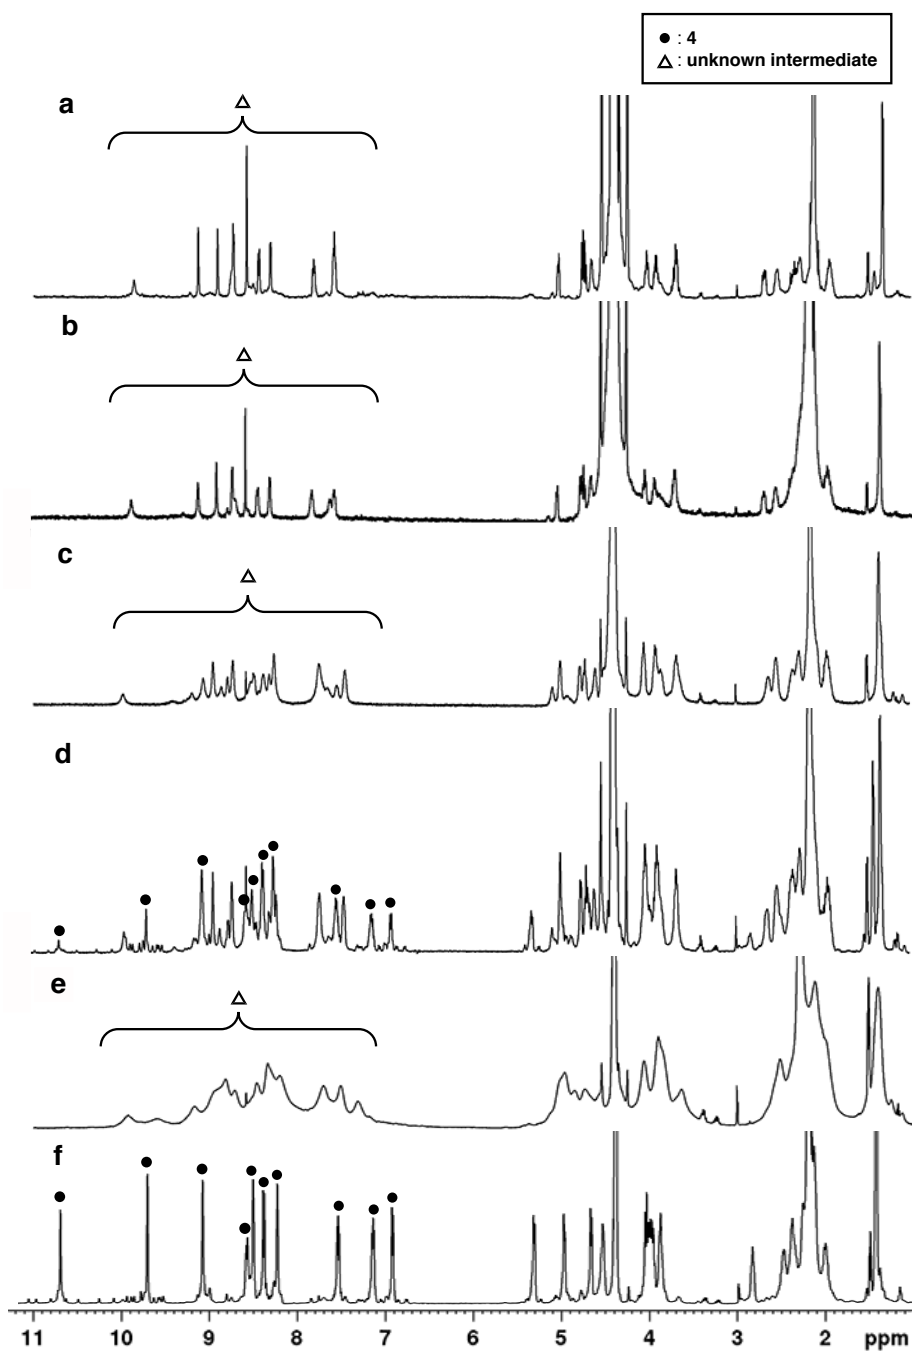 ● : 4
△ : unknown intermediate
a
△
b
△
c
△
d
e
△
f
11 10 9 8 7 6 5 4 3 2 ppm